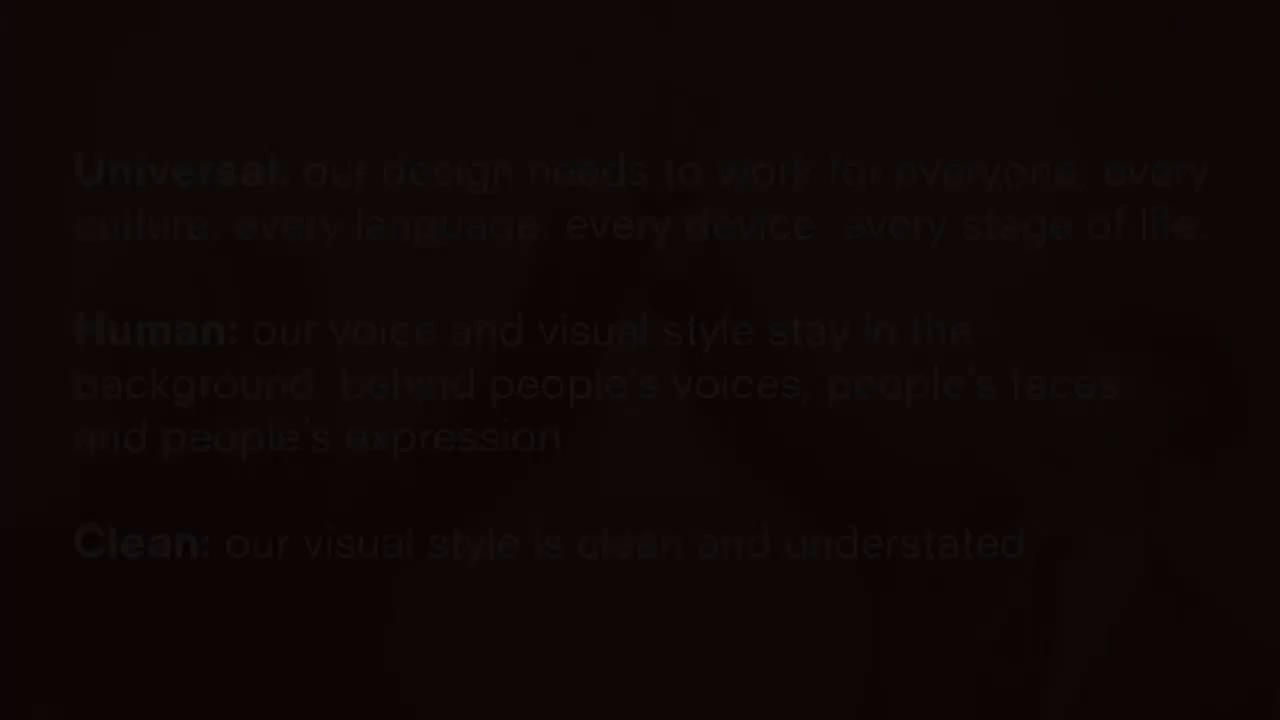 Universal: our design needs to work for everyone, every
culture, every language, every device, every stage of life.
Human: our voice and visual style stay in the
background, behind people's voices, people's faces
and people's expression
Clean: our visual style is clean and understated